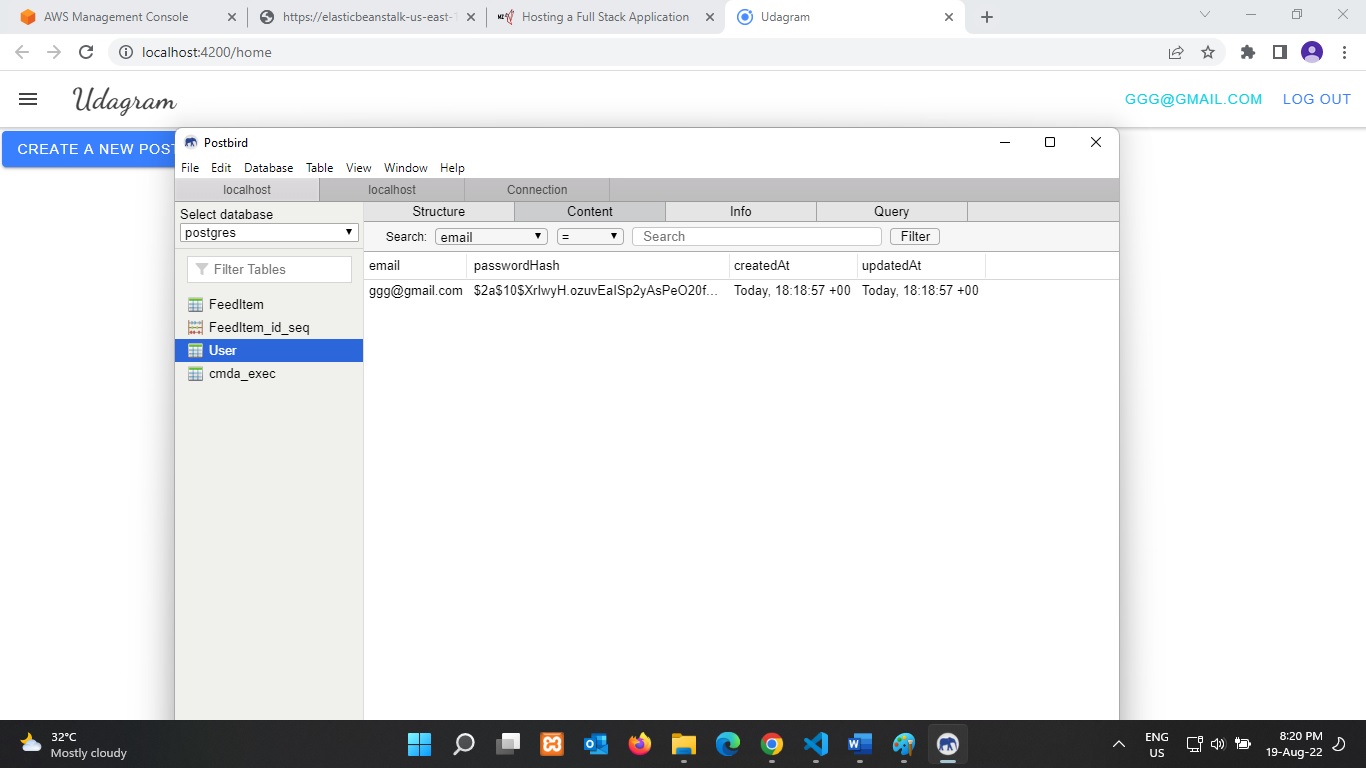 AWS Management Console
https://elasticbeanstalk-us-east-1
Hosting a Full Stack Application
Udagram
localhost:4200/home
Udagram
GGG@GMAIL.COM
LOG OUT
CREATE A NEW POST
Postbird
File Edit Database Table View Window Help
localhost
localhost
Connection
Select database
postgres
Structure
Content
Info
Query
Search:
email
=
Search
Filter
Filter Tables
FeedItem
FeedItem_id_seq
User
cmda_exec
email passwordHash createdAt updatedAt
ggg@gmail.com $2a$10$XrIwyH.ozuvEaISp2yAsPeO20f... Today, 18:18:57 +00 Today, 18:18:57 +00
32°C
Mostly cloudy
ENG
US
8:20 PM
19-Aug-22